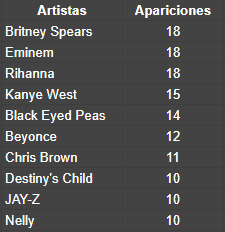 Artistas Apariciones
Britney Spears 18
Eminem 18
Rihanna 18
Kanye West 15
Black Eyed Peas 14
Beyonce 12
Chris Brown 11
Destiny's Child 10
JAY-Z 10
Nelly 10